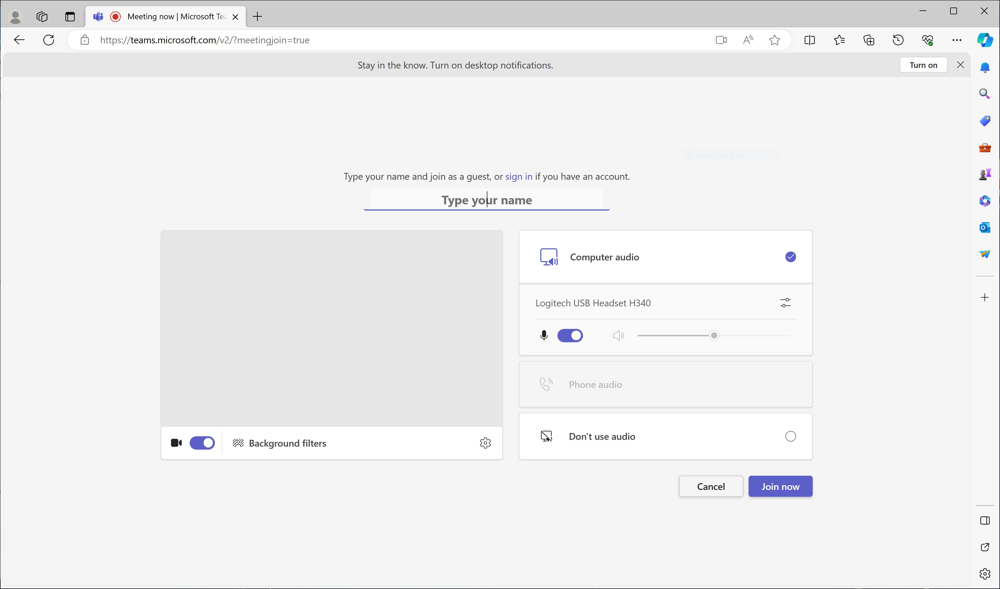 Meeting now | Microsoft Tea
https://teams.microsoft.com/v2/?meetingjoin=true
Stay in the know. Turn on desktop notifications.
Turn on
Window Snip
Type your name and join as a guest, or sign in if you have an account.
Type your name
Computer audio
Logitech USB Headset H340
Phone audio
Don't use audio
Background filters
Cancel
Join now